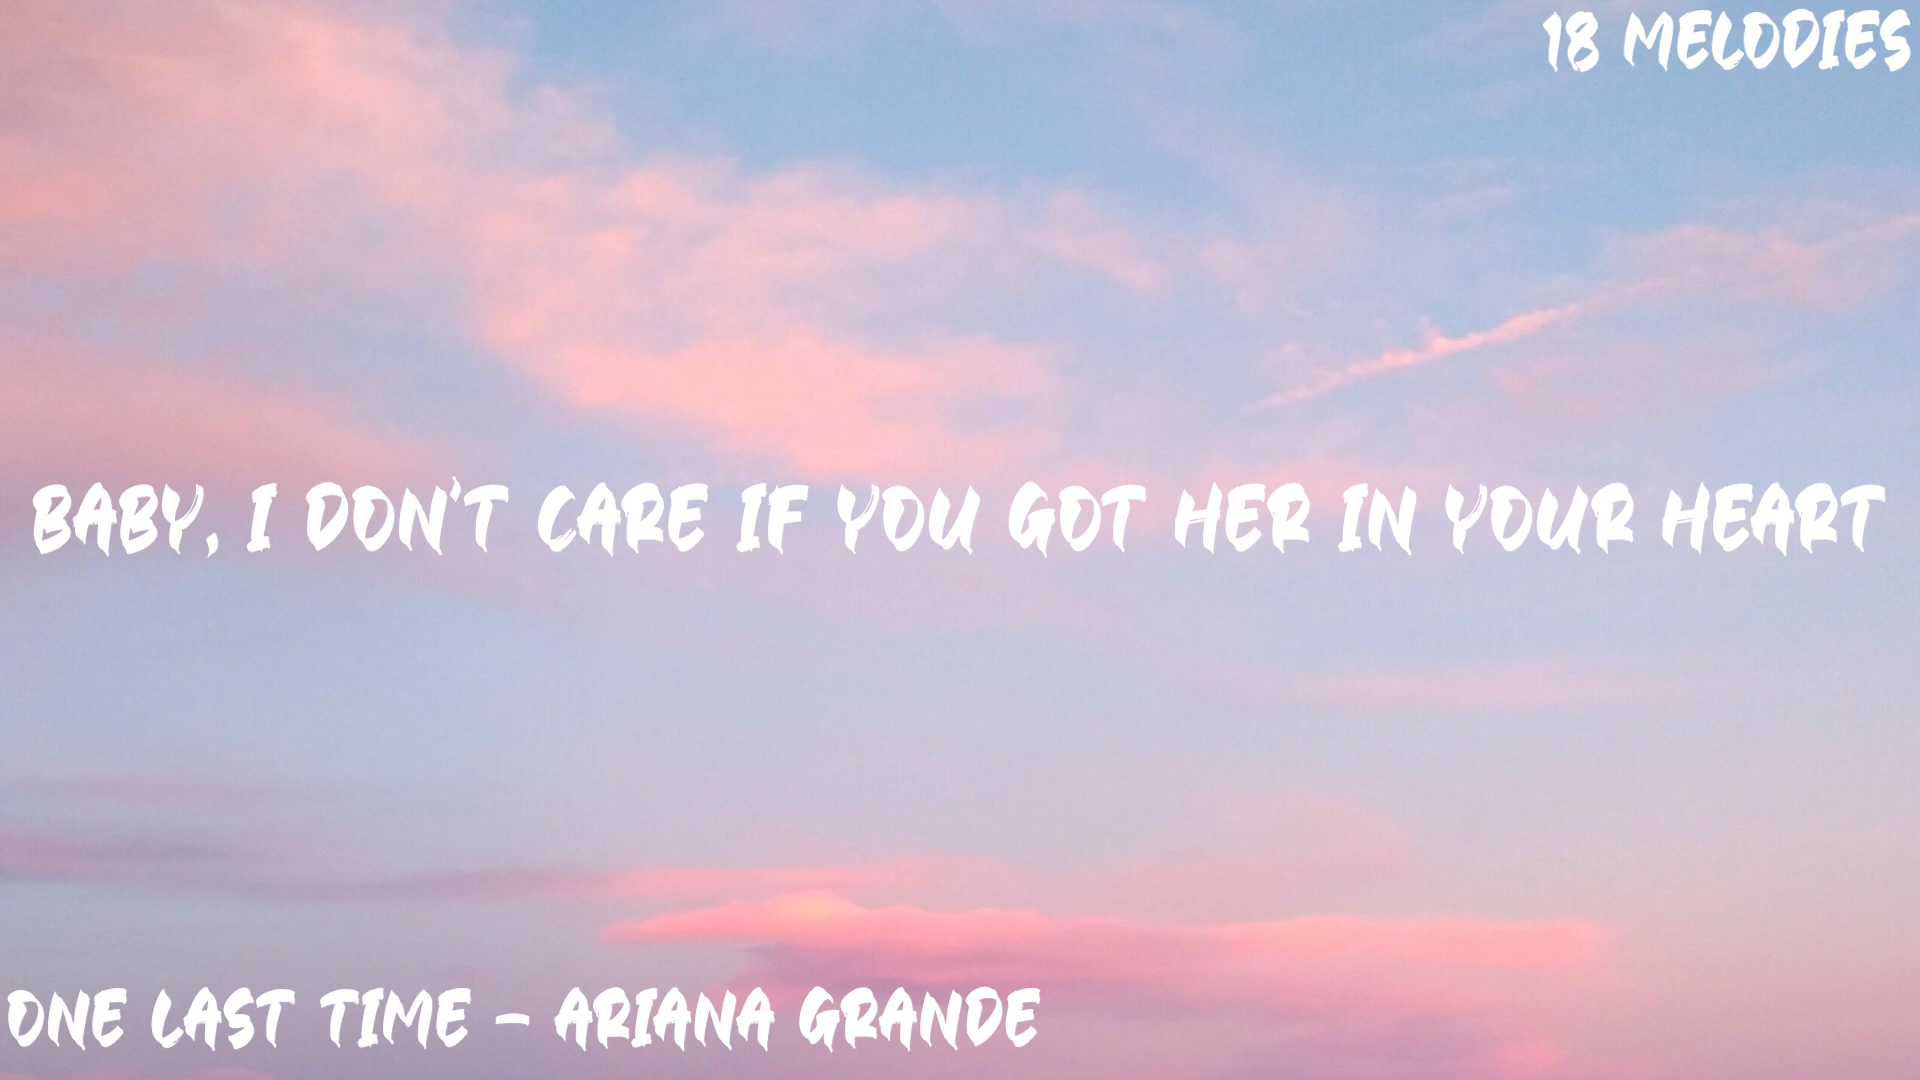 18 MELODIES
BABY, I DON'T CARE IF YOU GOT HER IN YOUR HEART
ONE LAST TIME - ARIANA GRANDE